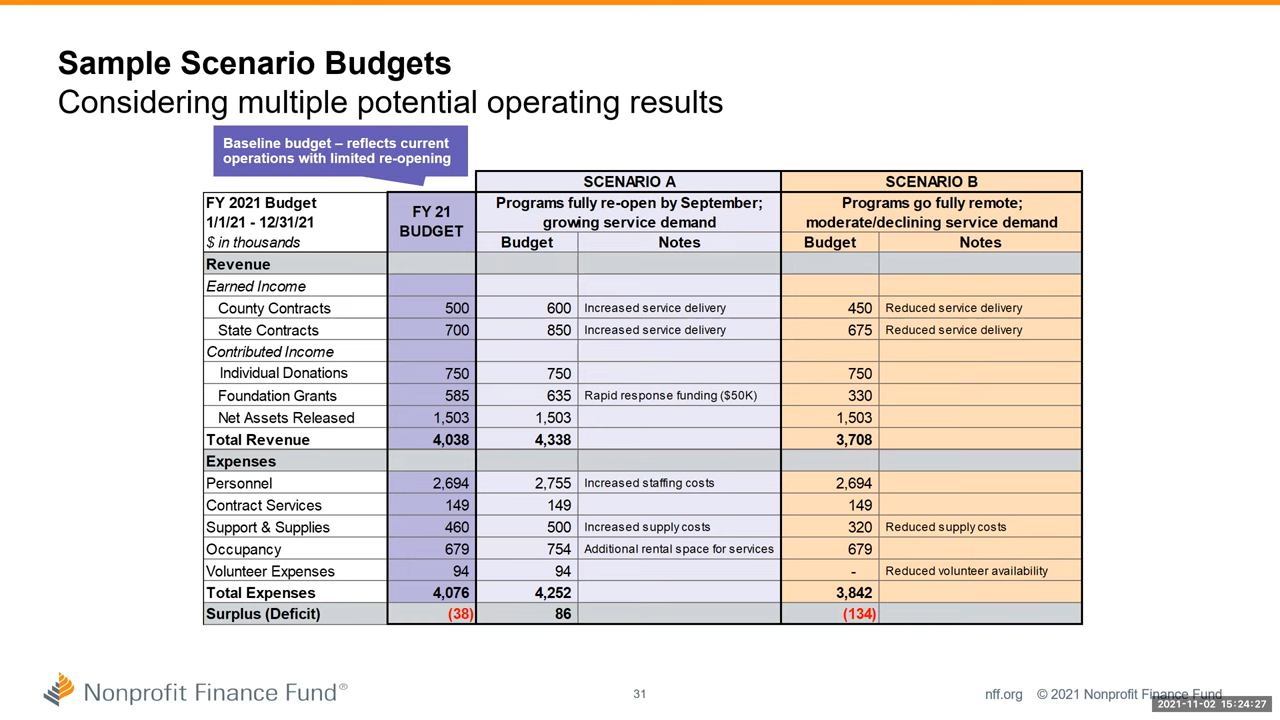 Sample Scenario Budgets
Considering multiple potential operating results
Baseline budget – reflects current
operations with limited re-opening
SCENARIO A SCENARIO B
FY 2021 Budget
1/1/21 - 12/31/21
$ in thousands
FY 21
BUDGET
Programs fully re-open by September;
growing service demand
Programs go fully remote;
moderate/declining service demand
Budget Notes Budget Notes
Revenue
Earned Income
County Contracts 500 600 Increased service delivery 450 Reduced service delivery
State Contracts 700 850 Increased service delivery 675 Reduced service delivery
Contributed Income
Individual Donations 750 750 750
Foundation Grants 585 635 Rapid response funding ($50K) 330
Net Assets Released 1,503 1,503 1,503
Total Revenue 4,038 4,338 3,708
Expenses
Personnel 2,694 2,755 Increased staffing costs 2,694
Contract Services 149 149 149
Support & Supplies 460 500 Increased supply costs 320 Reduced supply costs
Occupancy 679 754 Additional rental space for services 679
Volunteer Expenses 94 94 - Reduced volunteer availability
Total Expenses 4,076 4,252 3,842
Surplus (Deficit) (38) 86 (134)
Nonprofit Finance Fund®
31
nff.org © 2021 Nonprofit Finance Fund
2021-11-02 15:24:27